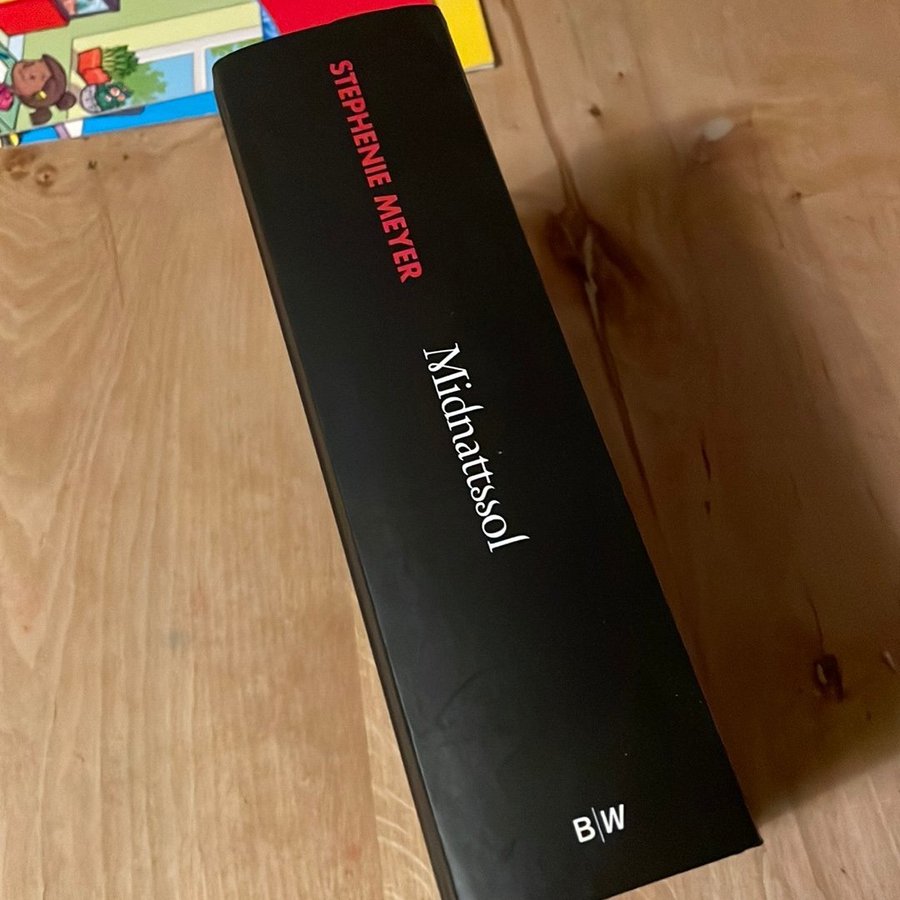 STEPHENIE MEYER
Midnattssol
B|W